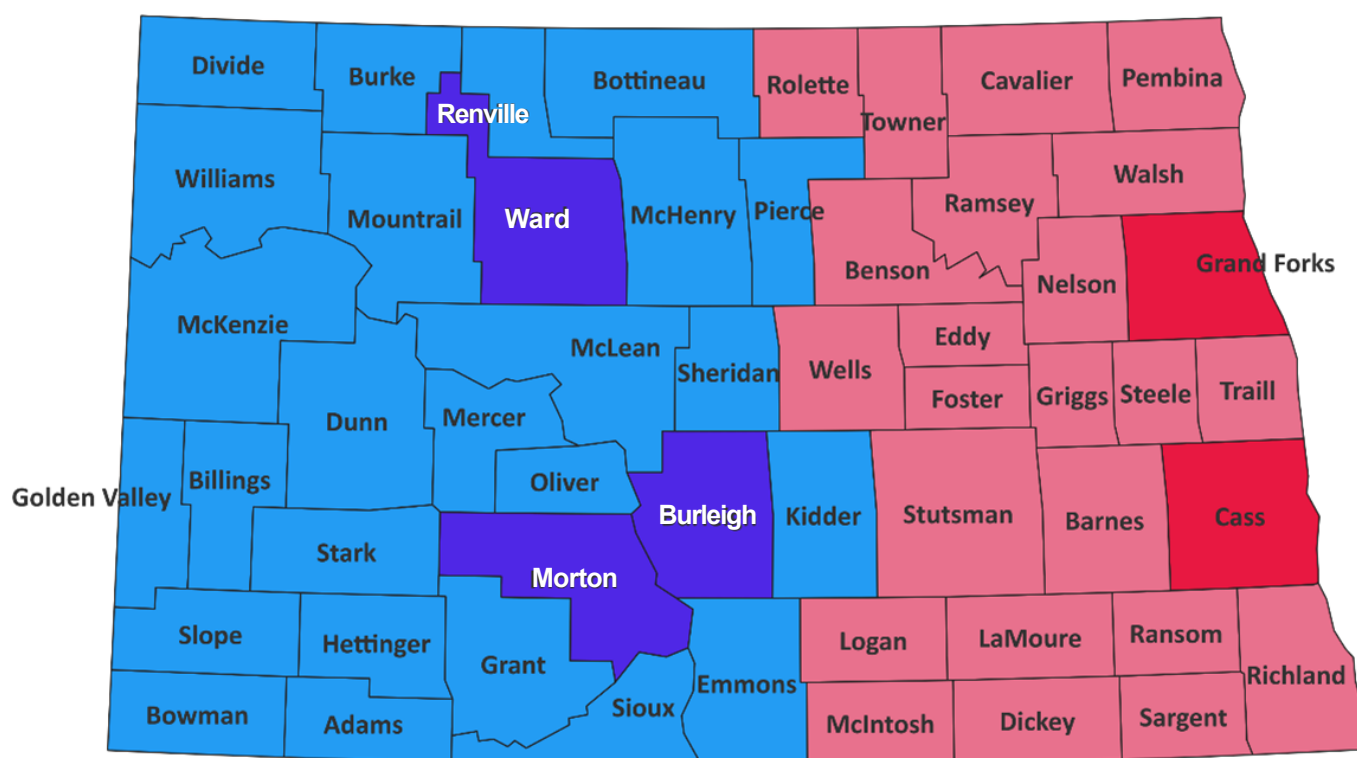 Divide
Burke
Renville
Bottineau
Rolette
Towner
Cavalier
Pembina
Williams
Mountrail
Ward
McHenry
Pierce
Benson
Ramsey
Walsh
Nelson
Grand Forks
McKenzie
McLean
Sheridan
Wells
Eddy
Foster
Griggs
Steele
Traill
Dunn
Mercer
Oliver
Golden Valley
Billings
Stark
Morton
Burleigh
Kidder
Stutsman
Barnes
Cass
Slope
Hettinger
Grant
Sioux
Emmons
Logan
LaMoure
Ransom
Richland
Bowman
Adams
McIntosh
Dickey
Sargent